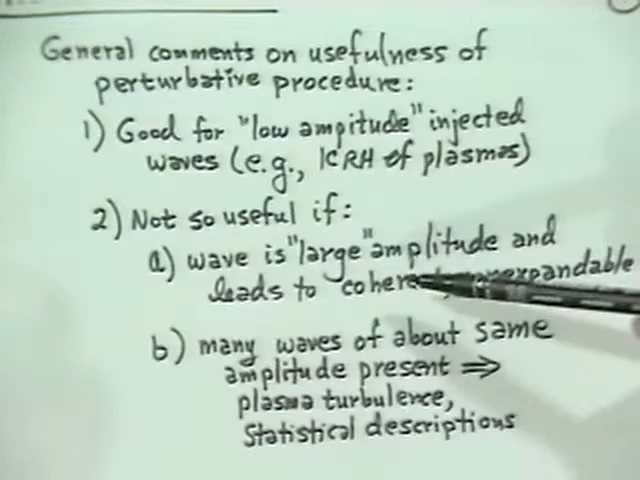 General comments on usefulness of
perturbative procedure:
1) Good for "low ampitude" injected
waves (e.g., ICRH of plasmas)
2) Not so useful if:
a) wave is "large" amplitude and
leads to
b) many waves of about same
amplitude present ⇒
plasma turbulence,
statistical descriptions